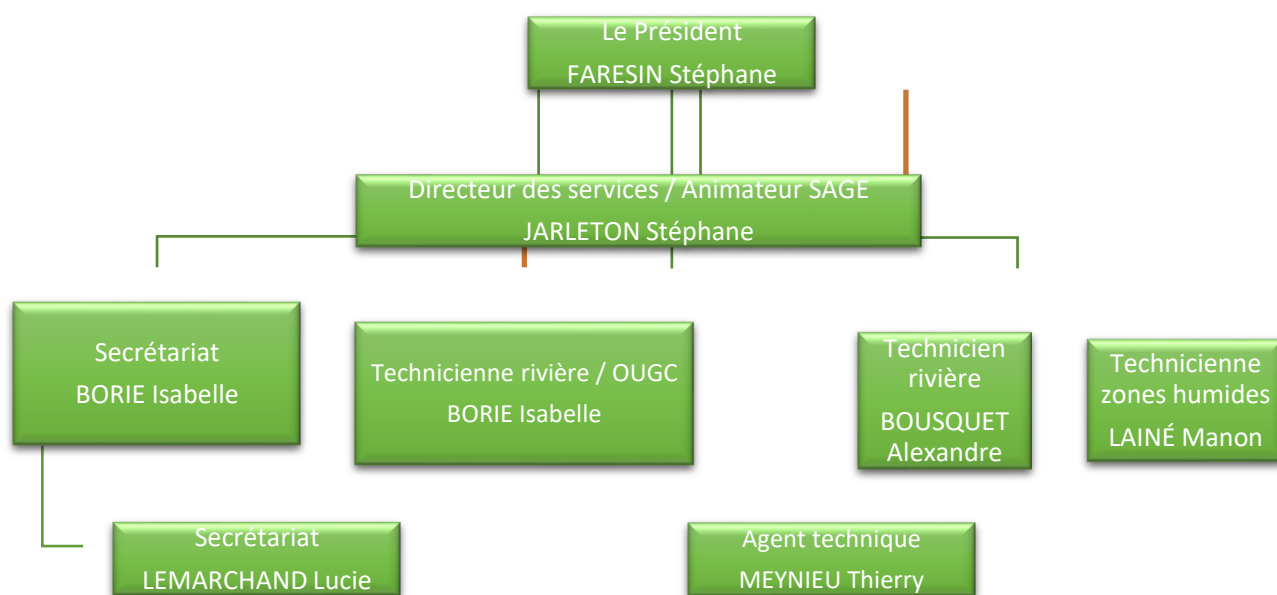 Le Président
FARESIN Stéphane
Directeur des services / Animateur SAGE
JARLETON Stéphane
Secrétariat
BORIE Isabelle
Technicienne rivière / OUGC
BORIE Isabelle
Technicien
rivière
BOUSQUET
Alexandre
Technicienne
zones humides
LAINÉ Manon
Secrétariat
LEMARCHAND Lucie
Agent technique
MEYNIEU Thierry